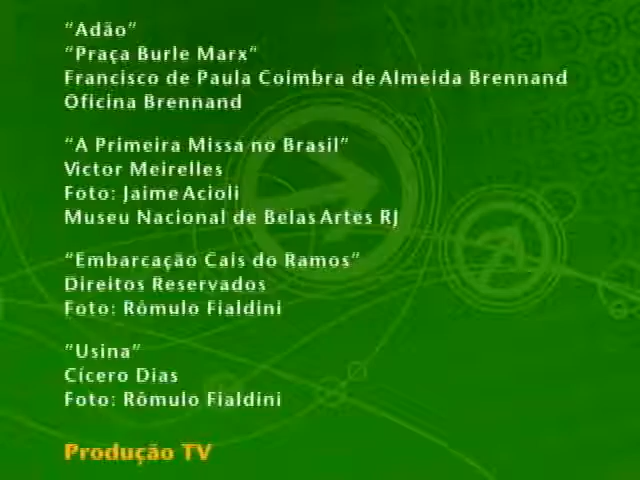 "Adão"
"Praça Burle Marx"
Francisco de Paula Coimbra de Almeida Brennand
Oficina Brennand
"A Primeira Missa no Brasil"
Victor Meirelles
Foto: Jaime Acioli
Museu Nacional de Belas Artes RJ
"Embarcação Cais do Ramos"
Direitos Reservados
Foto: Rômulo Fialdini
"Usina"
Cícero Dias
Foto: Rômulo Fialdini
Produção TV